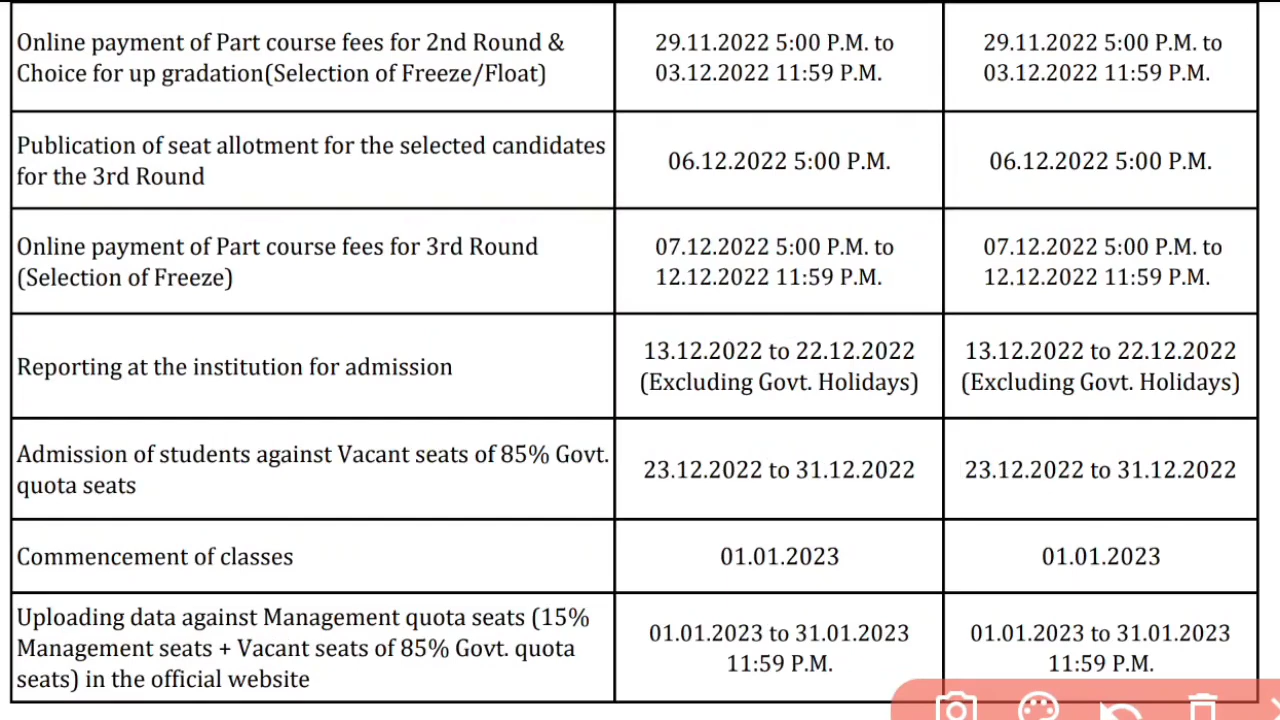 Online payment of Part course fees for 2nd Round &
Choice for up gradation(Selection of Freeze/Float)
29.11.2022 5:00 P.M. to
03.12.2022 11:59 P.M.
29.11.2022 5:00 P.M. to
03.12.2022 11:59 P.M.
Publication of seat allotment for the selected candidates
for the 3rd Round
06.12.2022 5:00 P.M.
06.12.2022 5:00 P.M.
Online payment of Part course fees for 3rd Round
(Selection of Freeze)
07.12.2022 5:00 P.M. to
12.12.2022 11:59 P.M.
07.12.2022 5:00 P.M. to
12.12.2022 11:59 P.M.
Reporting at the institution for admission
13.12.2022 to 22.12.2022
(Excluding Govt. Holidays)
13.12.2022 to 22.12.2022
(Excluding Govt. Holidays)
Admission of students against Vacant seats of 85% Govt.
quota seats
23.12.2022 to 31.12.2022
23.12.2022 to 31.12.2022
Commencement of classes
01.01.2023
01.01.2023
Uploading data against Management quota seats (15%
Management seats + Vacant seats of 85% Govt. quota
seats) in the official website
01.01.2023 to 31.01.2023
11:59 P.M.
01.01.2023 to 31.01.2023
11:59 P.M.